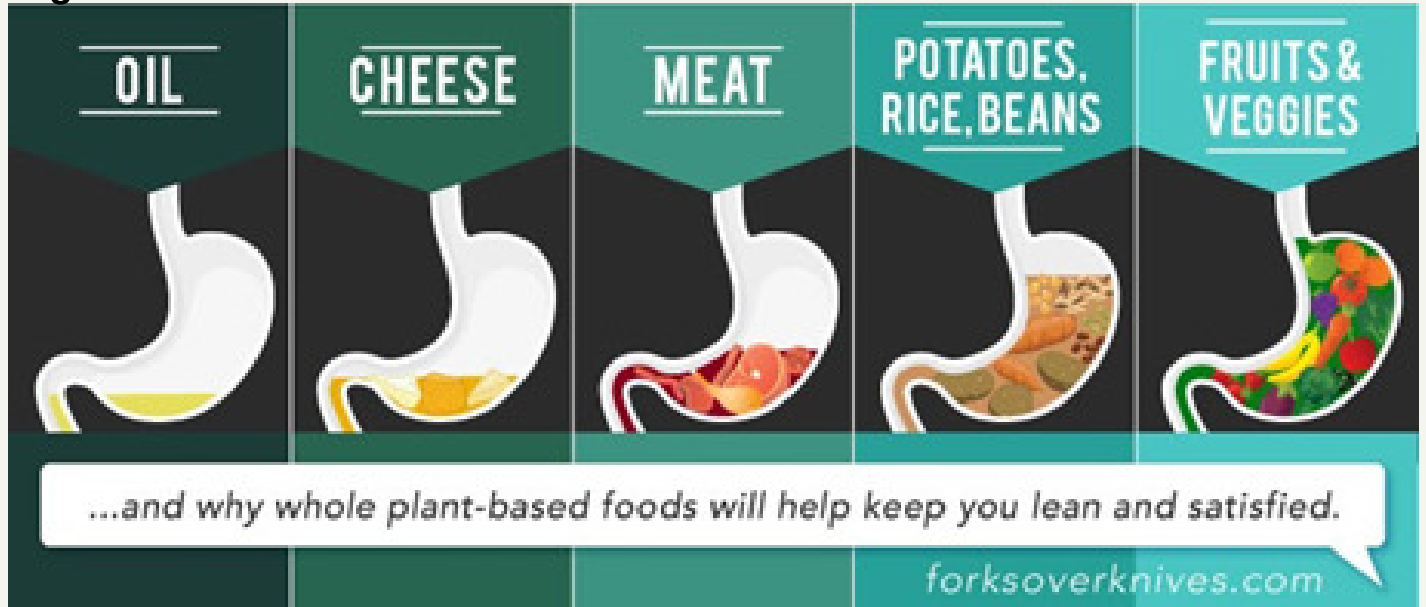 OIL
CHEESE
MEAT
POTATOES,
RICE, BEANS
FRUITS &
VEGGIES
...and why whole plant-based foods will help keep you lean and satisfied.
forksoverknives.com